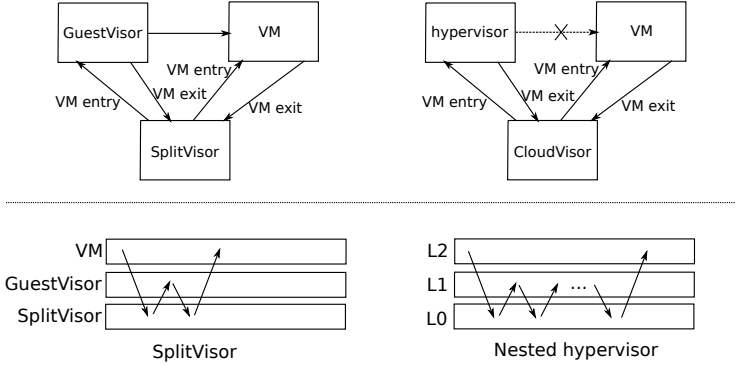 GuestVisor
VM
VM entry
VM entry
VM exit
VM exit
SplitVisor
hypervisor
VM
VM entry
VM entry
VM exit
VM exit
CloudVisor
VM
GuestVisor
SplitVisor
SplitVisor
L2
L1
...
L0
Nested hypervisor